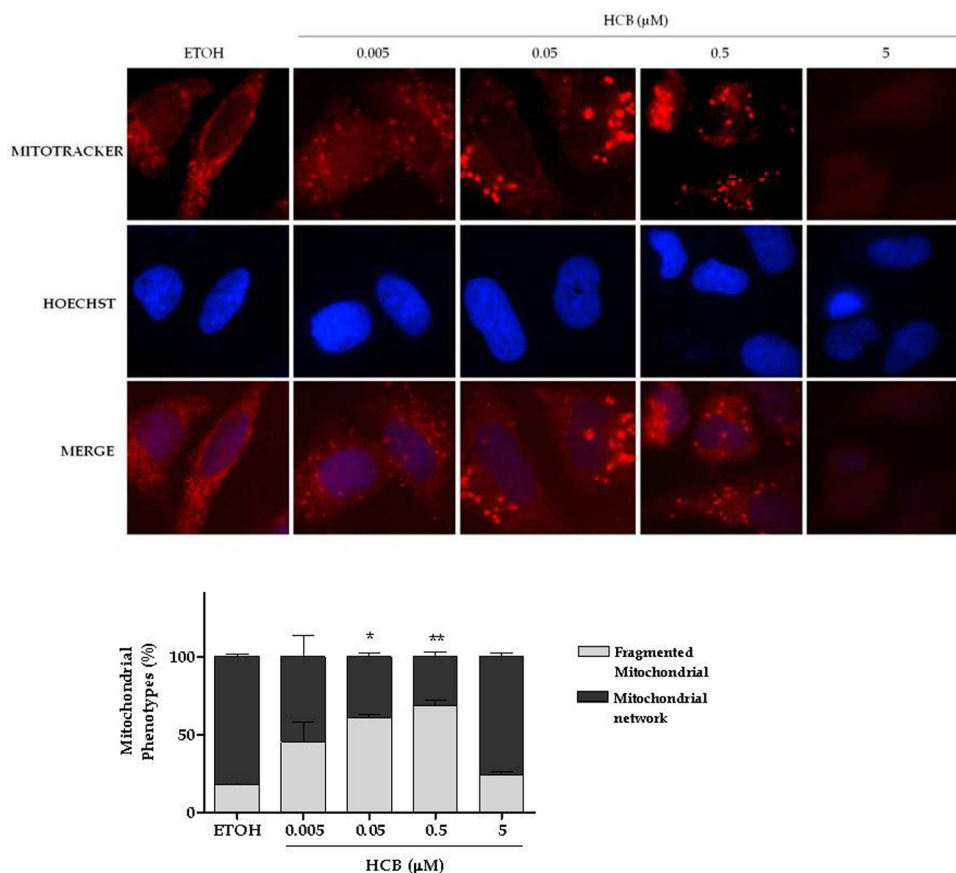 HCB (µM)
ETOH 0.005 0.05 0.5 5
MITOTRACKER
HOECHST
MERGE
Mitochondrial
Phenotypes (%)
100
50
0
* **
Fragmented
Mitochondrial
Mitochondrial
network
ETOH 0.005 0.05 0.5 5
HCB (µM)